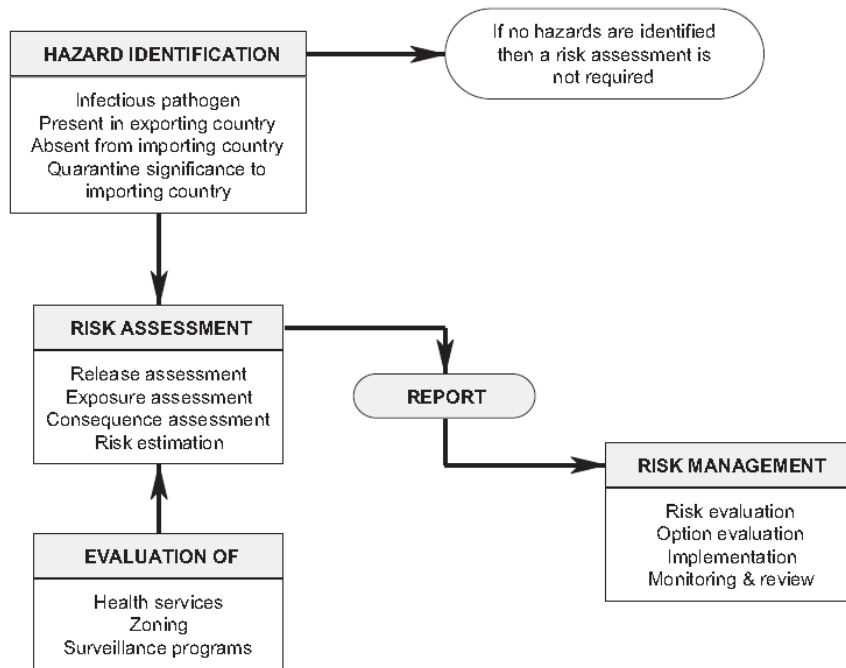 HAZARD IDENTIFICATION
Infectious pathogen
Present in exporting country
Absent from importing country
Quarantine significance to
importing country
If no hazards are identified
then a risk assessment is
not required
RISK ASSESSMENT
Release assessment
Exposure assessment
Consequence assessment
Risk estimation
REPORT
RISK MANAGEMENT
Risk evaluation
Option evaluation
Implementation
Monitoring & review
EVALUATION OF
Health services
Zoning
Surveillance programs